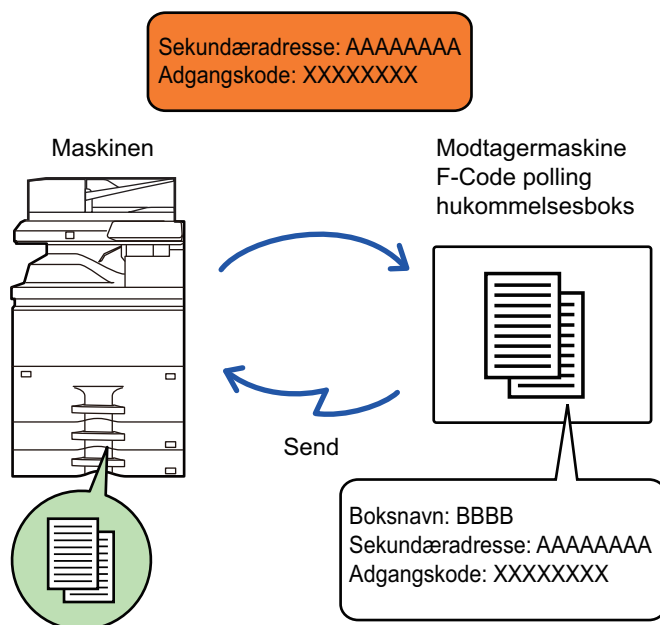 Sekundæradresse: AAAAAAAA
Adgangskode: XXXXXXXX
Maskinen
Modtagermaskine
F-Code polling
hukommelsesboks
Send
Boksnavn: BBBB
Sekundæradresse: AAAAAAAA
Adgangskode: XXXXXXXX